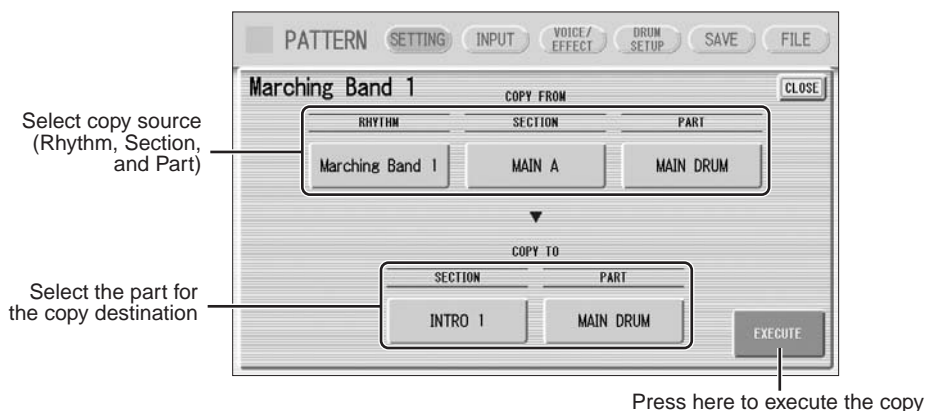 PATTERN SETTING INPUT VOICE/ EFFECT DRUM SETUP SAVE FILE
Marching Band 1 CLOSE
COPY FROM
RHYTHM SECTION PART
Select copy source
(Rhythm, Section,
and Part)
Marching Band 1 MAIN A MAIN DRUM
▼
COPY TO
SECTION PART
Select the part for
the copy destination
INTRO 1 MAIN DRUM
EXECUTE
Press here to execute the copy